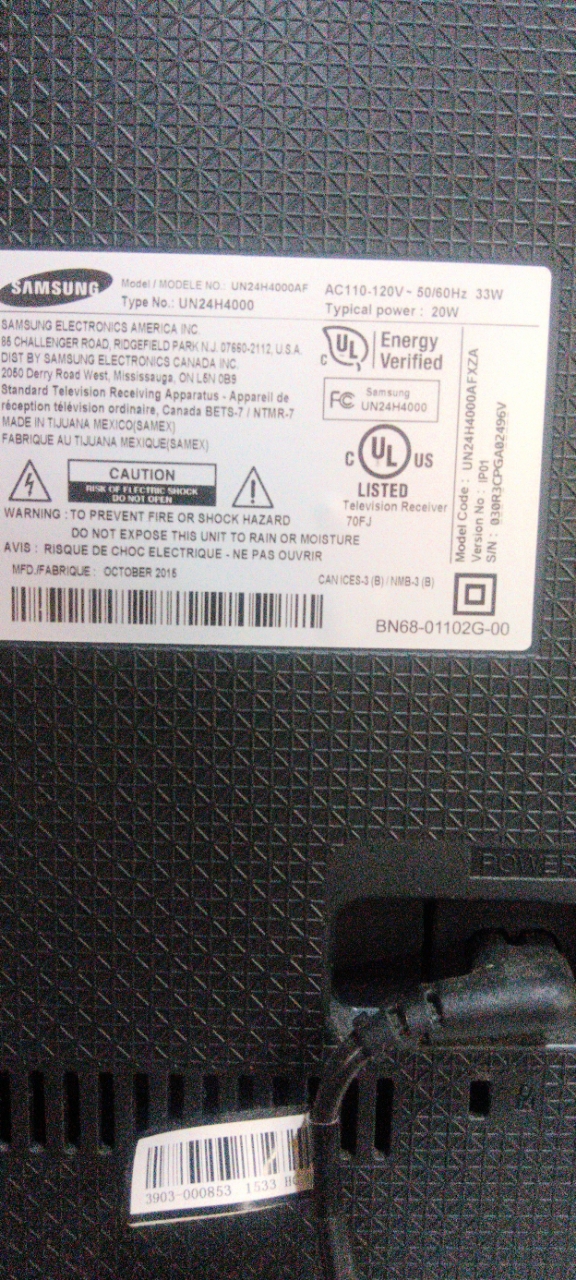 SAMSUNG
Model / MODELE NO.: UN24H4000AF
Type No.: UN24H4000
AC110-120V~ 50/60Hz 33W
Typical power : 20W
SAMSUNG ELECTRONICS AMERICA INC.
85 CHALLENGER ROAD, RIDGEFIELD PARK N.J. 07660-2112, U.S.A.
DIST BY SAMSUNG ELECTRONICS CANADA INC.
2050 Derry Road West, Mississauga, ON L5N 0B9
Standard Television Receiving Apparatus - Appareil de
réception télévision ordinaire, Canada BETS-7 / NTMR-7
MADE IN TIJUANA MEXICO(SAMEX)
FABRIQUE AU TIJUANA MEXIQUE(SAMEX)
C UL Energy
Verified
FC Samsung
UN24H4000
C UL US
LISTED
Television Receiver
70FJ
CAUTION
RISK OF ELECTRIC SHOCK
DO NOT OPEN
WARNING : TO PREVENT FIRE OR SHOCK HAZARD
DO NOT EXPOSE THIS UNIT TO RAIN OR MOISTURE
AVIS : RISQUE DE CHOC ELECTRIQUE - NE PAS OUVRIR
MFD./FABRIQUE : OCTOBER 2015
CAN ICES-3 (B) / NMB-3 (B)
BN68-01102G-00
Model Code : UN24H4000AFXZA
Version No : IP01
S/N : 030R3CPGA02496V
POWER
3903-000853 1533